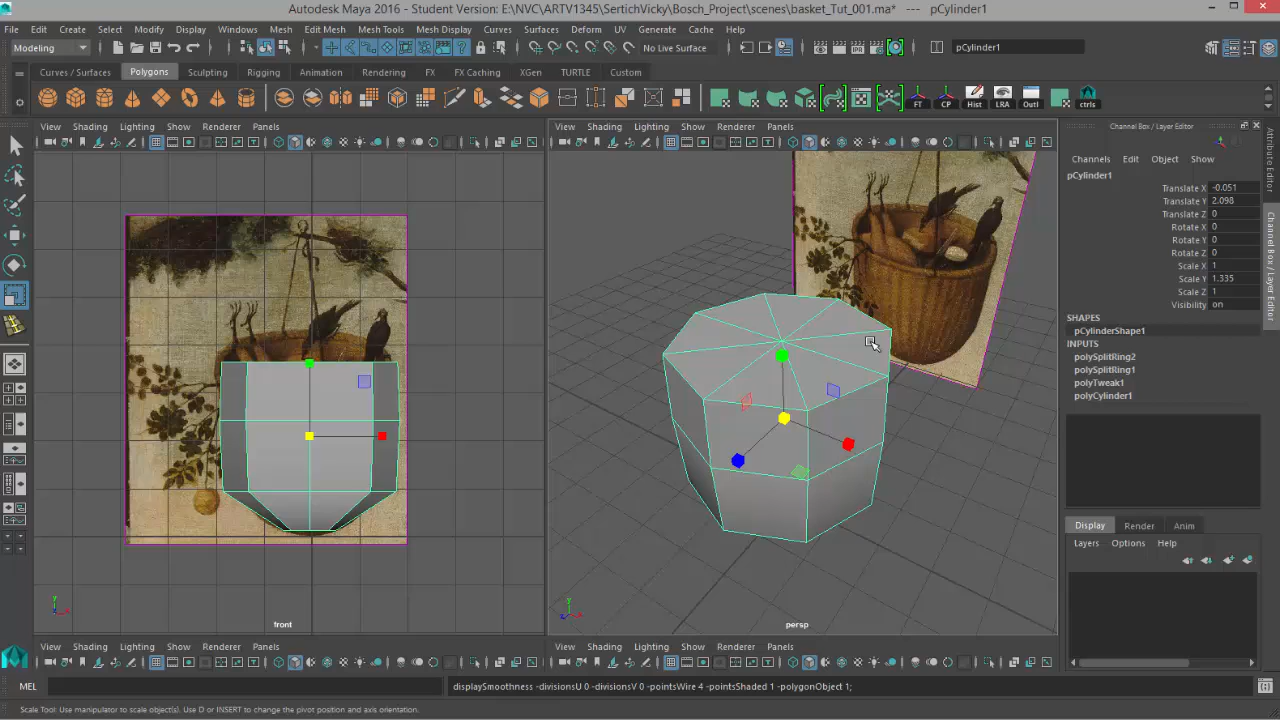 Autodesk Maya 2016 - Student Version: E:\NVC\ARTV1345\SertichVicky\Bosch_Project\scenes\basket_Tut_001.ma*   ---   pCylinder1
File Edit Create Select Modify Display Windows Mesh Edit Mesh Mesh Tools Mesh Display Curves Surfaces Deform UV Generate Cache Help
Modeling No Live Surface pCylinder1
Curves / Surfaces Polygons Sculpting Rigging Animation Rendering FX FX Caching XGen TURTLE Custom
FT CP Hist LRA Outl ctrls
View Shading Lighting Show Renderer Panels
View Shading Lighting Show Renderer Panels
Channel Box / Layer Editor
Channels Edit Object Show
pCylinder1
Translate X -0.051
Translate Y 2.098
Translate Z 0
Rotate X 0
Rotate Y 0
Rotate Z 0
Scale X 1
Scale Y 1.335
Scale Z 1
Visibility on
SHAPES
pCylinderShape1
INPUTS
polySplitRing2
polySplitRing1
polyTweak1
polyCylinder1
Attribute Editor
Channel Box / Layer Editor
Display Render Anim
Layers Options Help
front
persp
View Shading Lighting Show Renderer Panels
View Shading Lighting Show Renderer Panels
MEL displaySmoothness -divisionsU 0 -divisionsV 0 -pointsWire 4 -pointsShaded 1 -polygonObject 1;
Scale Tool: Use manipulator to scale object(s). Use D or INSERT to change the pivot position and axis orientation.